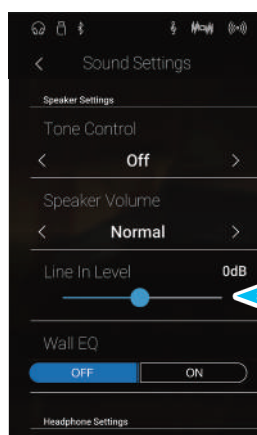 Sound Settings
Speaker Settings
Tone Control
Off
Speaker Volume
Normal
Line In Level 0dB
Wall EQ
OFF ON
Headphone Settings